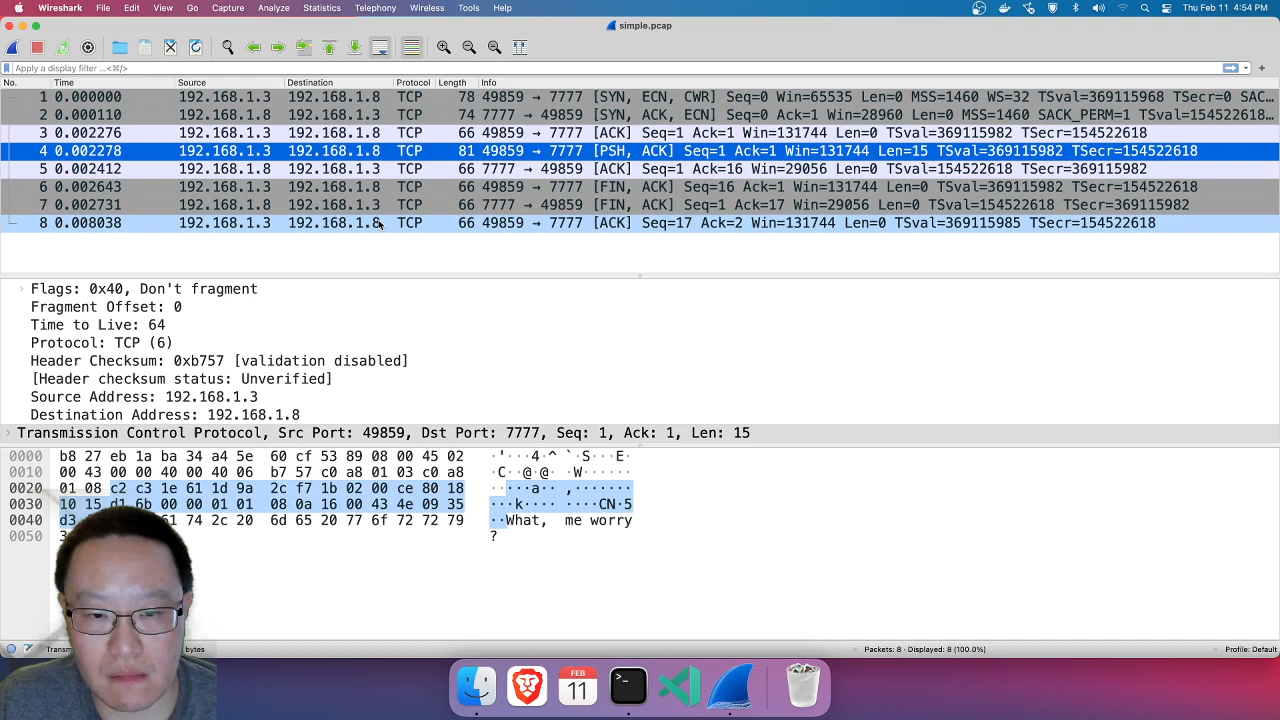 Wireshark File Edit View Go Capture Analyze Statistics Telephony Wireless Tools Help Thu Feb 11 4:54 PM
simple.pcap
Apply a display filter ... <⌘/>
No. Time Source Destination Protocol Length Info
1 0.000000 192.168.1.3 192.168.1.8 TCP 78 49859 → 7777 [SYN, ECN, CWR] Seq=0 Win=65535 Len=0 MSS=1460 WS=32 TSval=369115968 TSecr=0 SAC...
2 0.000110 192.168.1.8 192.168.1.3 TCP 74 7777 → 49859 [SYN, ACK, ECN] Seq=0 Ack=1 Win=28960 Len=0 MSS=1460 SACK_PERM=1 TSval=154522618...
3 0.002276 192.168.1.3 192.168.1.8 TCP 66 49859 → 7777 [ACK] Seq=1 Ack=1 Win=131744 Len=0 TSval=369115982 TSecr=154522618
4 0.002278 192.168.1.3 192.168.1.8 TCP 81 49859 → 7777 [PSH, ACK] Seq=1 Ack=1 Win=131744 Len=15 TSval=369115982 TSecr=154522618
5 0.002412 192.168.1.8 192.168.1.3 TCP 66 7777 → 49859 [ACK] Seq=1 Ack=16 Win=29056 Len=0 TSval=154522618 TSecr=369115982
6 0.002643 192.168.1.3 192.168.1.8 TCP 66 49859 → 7777 [FIN, ACK] Seq=16 Ack=1 Win=131744 Len=0 TSval=369115982 TSecr=154522618
7 0.002731 192.168.1.8 192.168.1.3 TCP 66 7777 → 49859 [FIN, ACK] Seq=1 Ack=17 Win=29056 Len=0 TSval=154522618 TSecr=369115982
8 0.008038 192.168.1.3 192.168.1.8 TCP 66 49859 → 7777 [ACK] Seq=17 Ack=2 Win=131744 Len=0 TSval=369115985 TSecr=154522618
Flags: 0x40, Don't fragment
Fragment Offset: 0
Time to Live: 64
Protocol: TCP (6)
Header Checksum: 0xb757 [validation disabled]
[Header checksum status: Unverified]
Source Address: 192.168.1.3
Destination Address: 192.168.1.8
Transmission Control Protocol, Src Port: 49859, Dst Port: 7777, Seq: 1, Ack: 1, Len: 15
0000 b8 27 eb 1a ba 34 a4 5e 60 cf 53 89 08 00 45 02 ·'···4·^ `·S···E·
0010 00 43 00 00 40 00 40 06 b7 57 c0 a8 01 03 c0 a8 ·C··@·@· ·W······
0020 01 08 c2 c3 1e 61 1d 9a 2c f7 1b 02 00 ce 80 18 ·····a·· ,·······
0030 10 15 d1 6b 00 00 01 01 08 0a 16 00 43 4e 09 35 ···k···· ····CN·5
0040 d3 61 74 2c 20 6d 65 20 77 6f 72 72 79 ··What, me worry
0050 ?
bytes Packets: 8 · Displayed: 8 (100.0%) Profile: Default
FEB
11